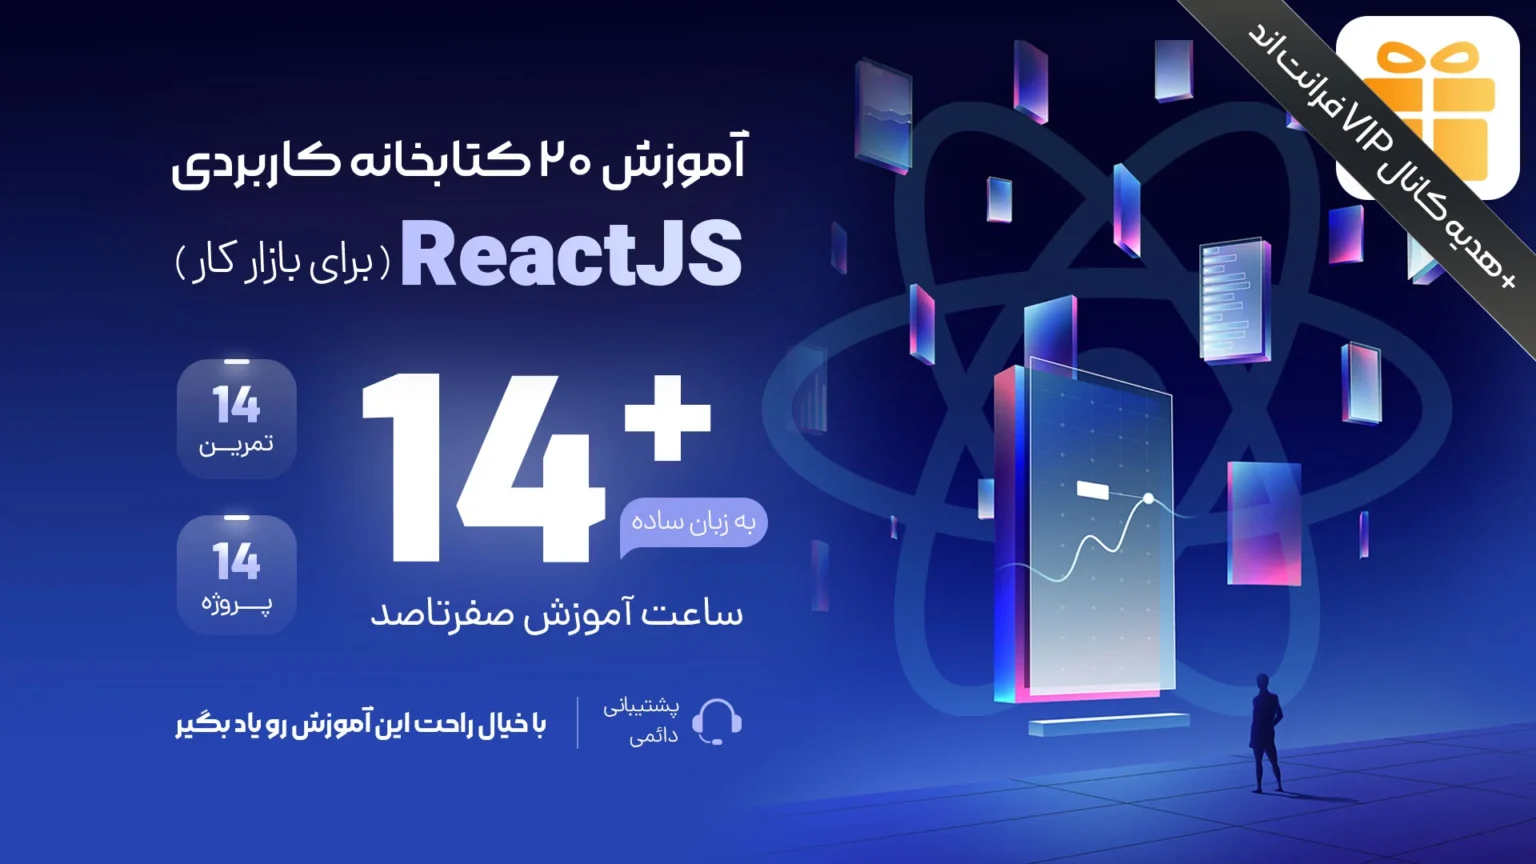 آموزش ۲۰ کتابخانه کاربردی
ReactJS (برای بازار کار)
14+
به زبان ساده
ساعت آموزش صفرتاصد
14
تمریـــن
14
پـــروژه
پشتیبانی
دائمی
با خیال راحت این آموزش رو یاد بگیر
+هدیه کانال VIP فرانت اند